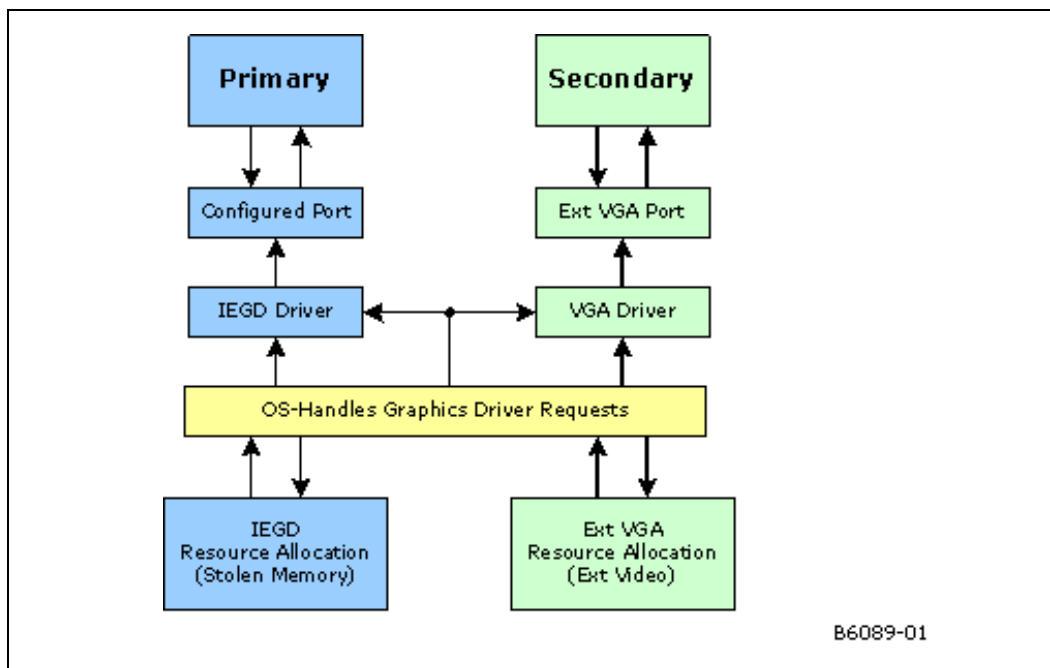 Primary
Secondary
Configured Port
Ext VGA Port
IEGD Driver
VGA Driver
OS-Handles Graphics Driver Requests
IEGD
Resource Allocation
(Stolen Memory)
Ext VGA
Resource Allocation
(Ext Video)
B6089-01